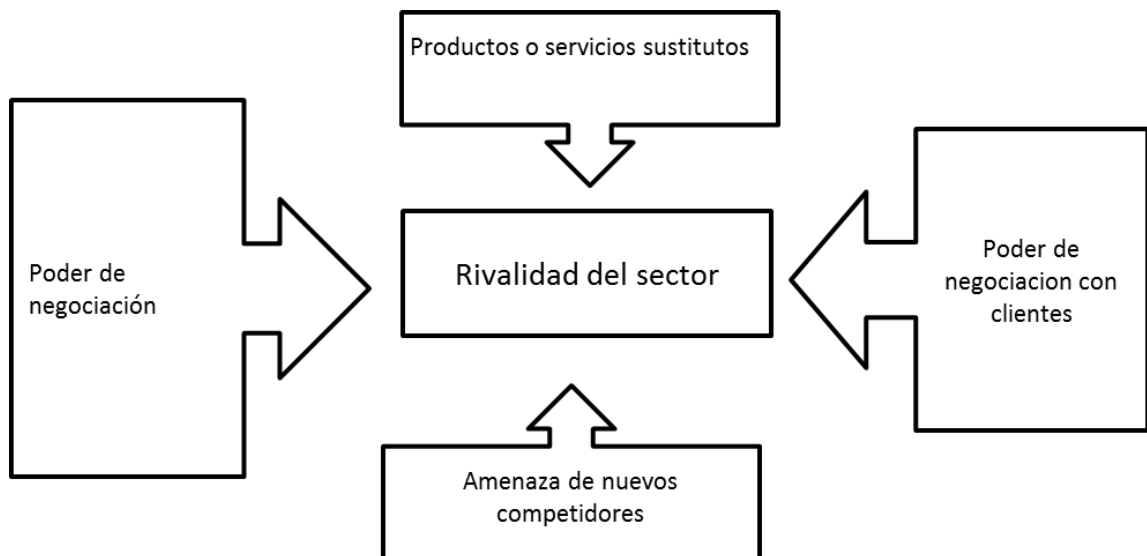 Productos o servicios sustitutos
Poder de
negociación
Rivalidad del sector
Poder de
negociacion con
clientes
Amenaza de nuevos
competidores